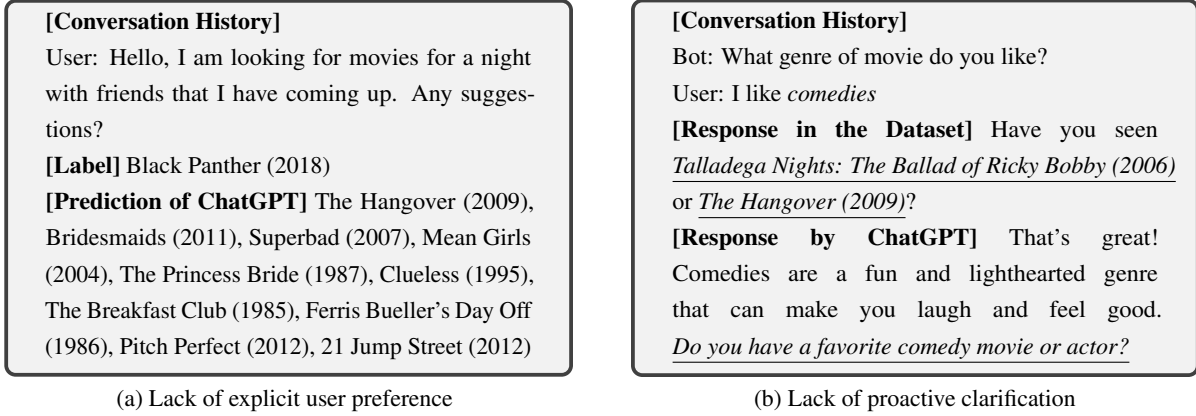 [Conversation History]
User: Hello, I am looking for movies for a night
with friends that I have coming up. Any sugges-
tions?
[Label] Black Panther (2018)
[Prediction of ChatGPT] The Hangover (2009),
Bridesmaids (2011), Superbad (2007), Mean Girls
(2004), The Princess Bride (1987), Clueless (1995),
The Breakfast Club (1985), Ferris Bueller's Day Off
(1986), Pitch Perfect (2012), 21 Jump Street (2012)
(a) Lack of explicit user preference
[Conversation History]
Bot: What genre of movie do you like?
User: I like comedies
[Response in the Dataset] Have you seen
Talladega Nights: The Ballad of Ricky Bobby (2006)
or The Hangover (2009)?
[Response by ChatGPT] That's great!
Comedies are a fun and lighthearted genre
that can make you laugh and feel good.
Do you have a favorite comedy movie or actor?
(b) Lack of proactive clarification